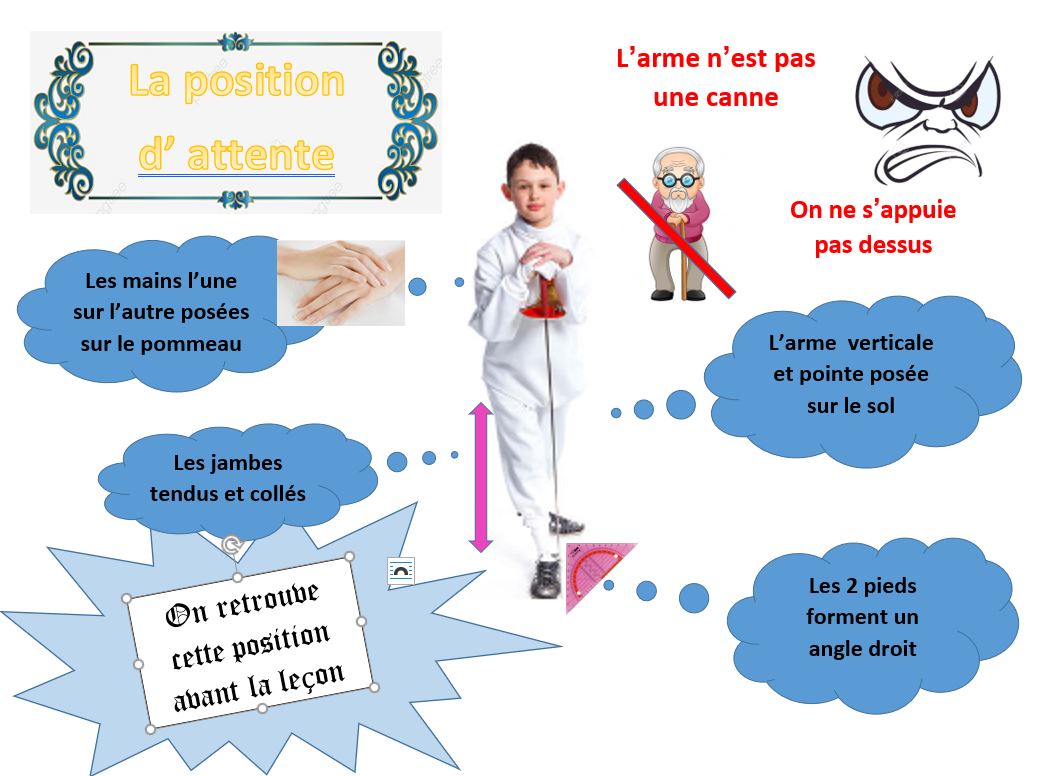 La position
d’ attente
L’arme n’est pas
une canne
On ne s’appuie
pas dessus
Les mains l’une
sur l’autre posées
sur le pommeau
L’arme verticale
et pointe posée
sur le sol
Les jambes
tendus et collés
On retrouve
cette position
avant la leçon
Les 2 pieds
forment un
angle droit